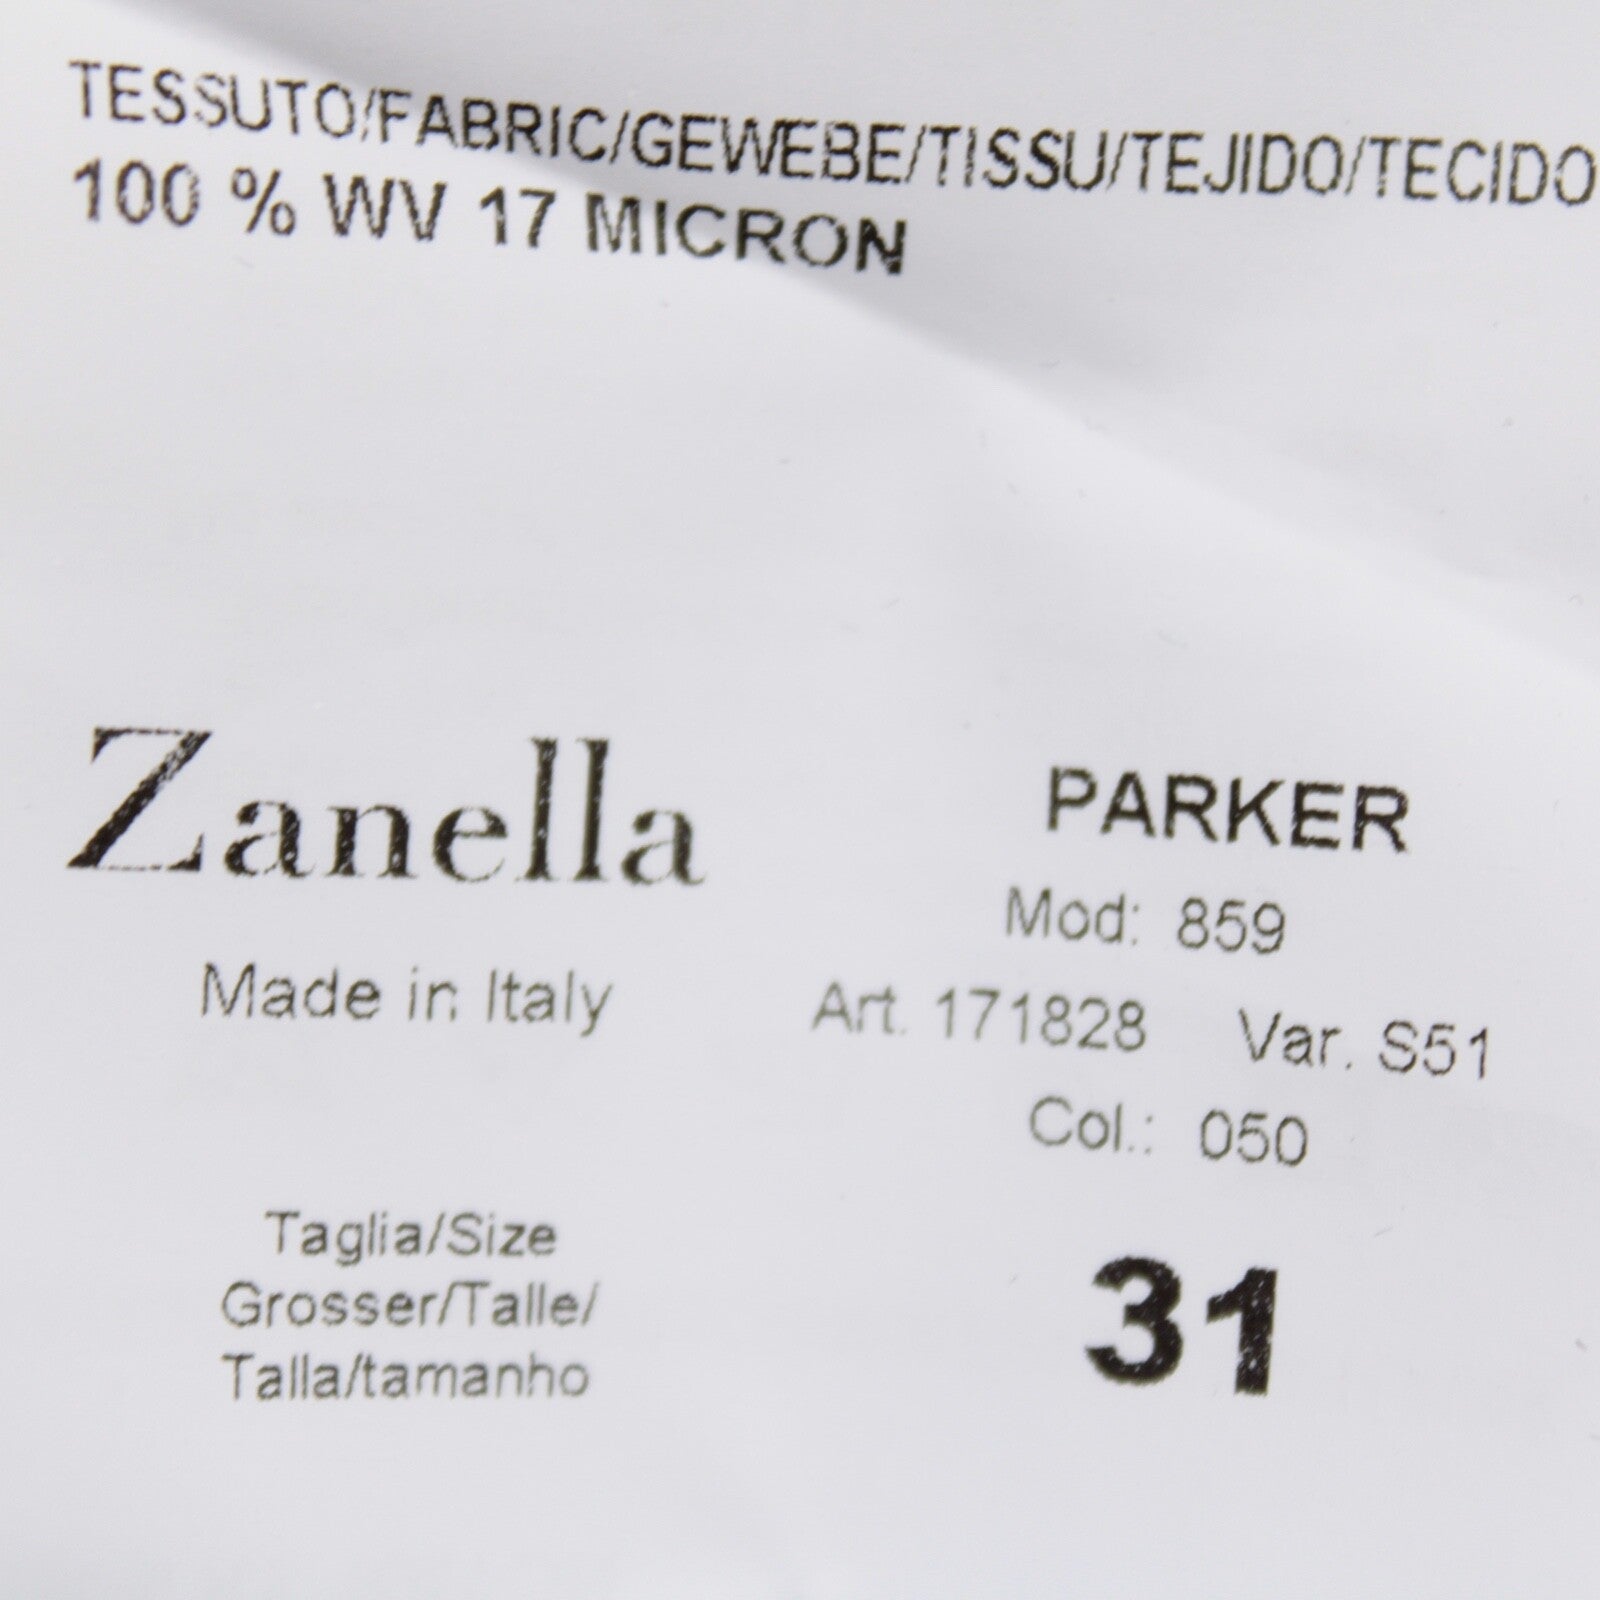 TESSUTO/FABRIC/GEWEBE/TISSU/TEJIDO/TECIDO
100 % WV 17 MICRON
Zanella
Made in Italy
PARKER
Mod: 859
Art. 171828 Var. S51
Col.: 050
Taglia/Size
Grosser/Talle/
Talla/tamanho
31